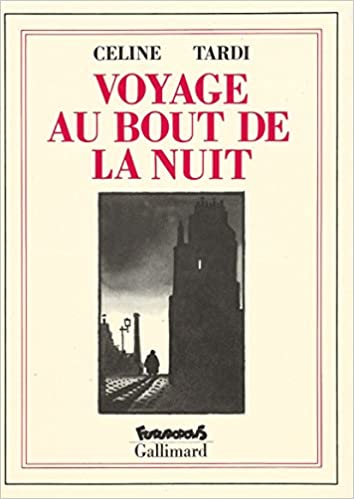 CELINE TARDI
VOYAGE
AU BOUT DE
LA NUIT
FUTUROPOLIS
Gallimard